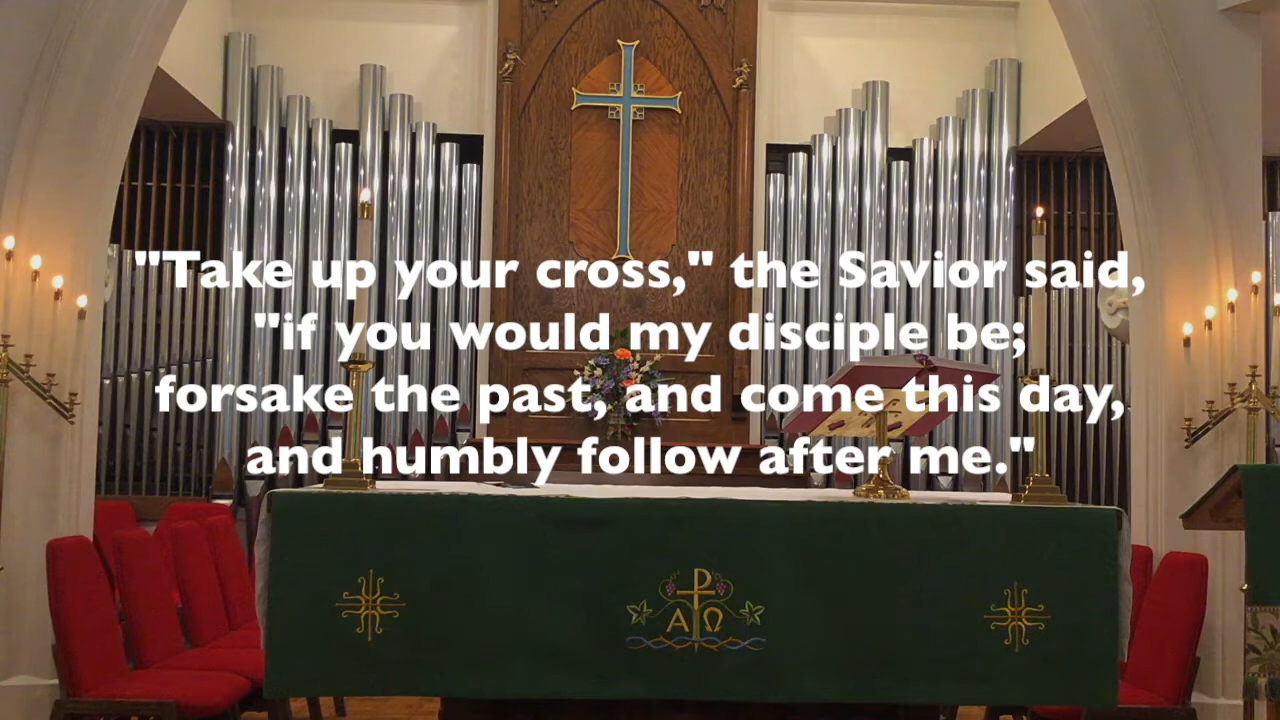 "Take up your cross," the Savior said,
"if you would my disciple be;
forsake the past, and come this day,
and humbly follow after me."
Α Ω